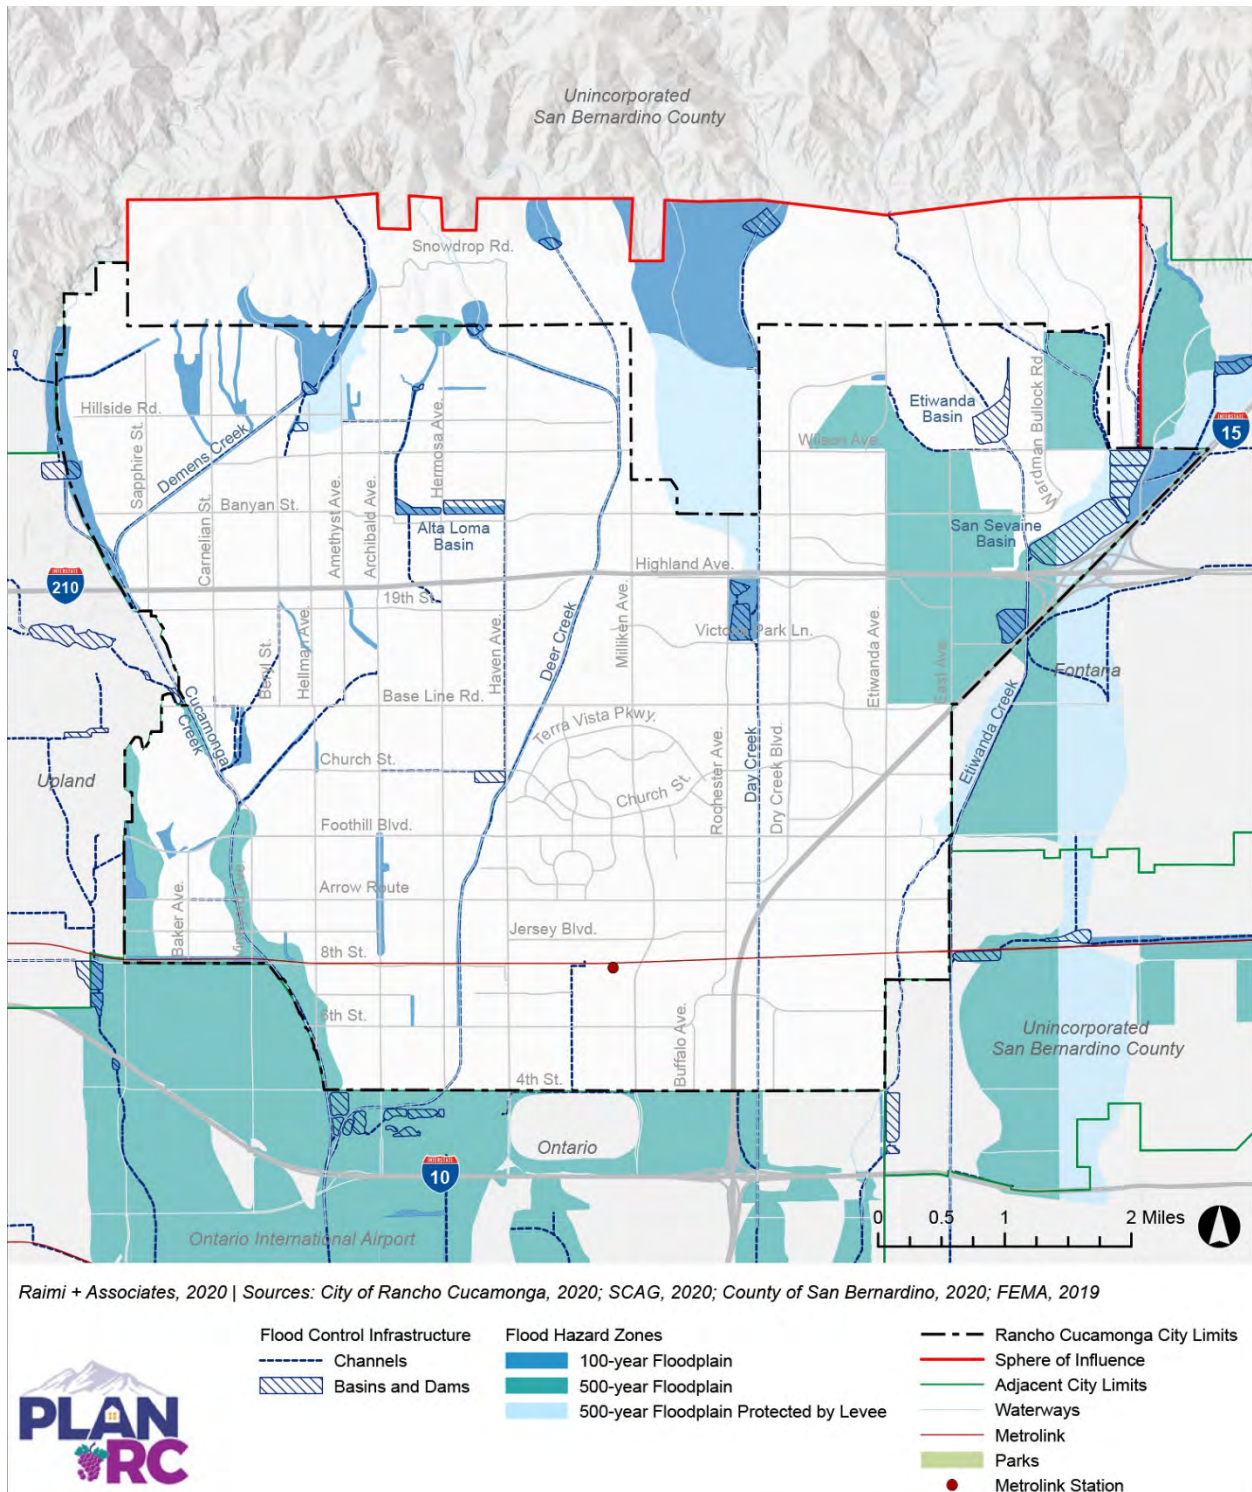 Unincorporated
San Bernardino County
Snowdrop Rd.
Hillside Rd.
Sapphire St.
Demens Creek
Carnelian St.
Banyan St.
Amethyst Ave.
Archibald Ave.
Hermosa Ave.
Alta Loma
Basin
Etiwanda
Basin
Wilson Ave.
Wardman Bullock Rd.
INTERSTATE
15
San Sevaine
Basin
INTERSTATE
210
Highland Ave.
19th St.
Beryl St.
Hellman Ave.
Haven Ave.
Deer Creek
Milliken Ave.
Victoria Park Ln.
Etiwanda Ave.
East Ave.
Fontana
Base Line Rd.
Cucamonga
Creek
Terra Vista Pkwy.
Upland
Church St.
Church St.
Rochester Ave.
Day Creek
Dry Creek Blvd.
Etiwanda Creek
Foothill Blvd.
Arrow Route
Baker Ave.
Jersey Blvd.
8th St.
6th St.
Buffalo Ave.
Unincorporated
San Bernardino County
4th St.
Ontario
INTERSTATE
10
Ontario International Airport
0 0.5 1 2 Miles
Raimi + Associates, 2020 | Sources: City of Rancho Cucamonga, 2020; SCAG, 2020; County of San Bernardino, 2020; FEMA, 2019
Flood Control Infrastructure
Channels
Basins and Dams
Flood Hazard Zones
100-year Floodplain
500-year Floodplain
500-year Floodplain Protected by Levee
Rancho Cucamonga City Limits
Sphere of Influence
Adjacent City Limits
Waterways
Metrolink
Parks
Metrolink Station
PLAN
RC